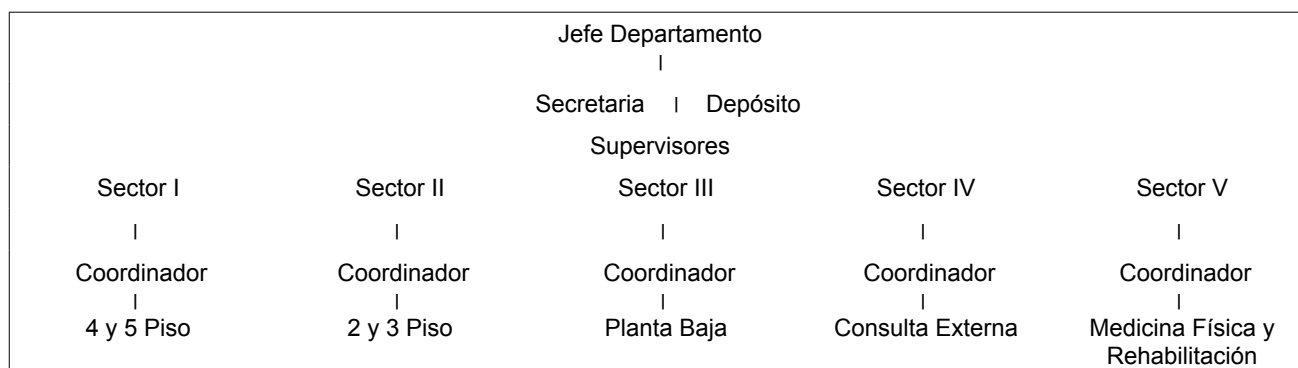 Jefe Departamento
Secretaria Depósito
Supervisores
Sector I Sector II Sector III Sector IV Sector V
Coordinador Coordinador Coordinador Coordinador Coordinador
4 y 5 Piso 2 y 3 Piso Planta Baja Consulta Externa Medicina Física y
Rehabilitación